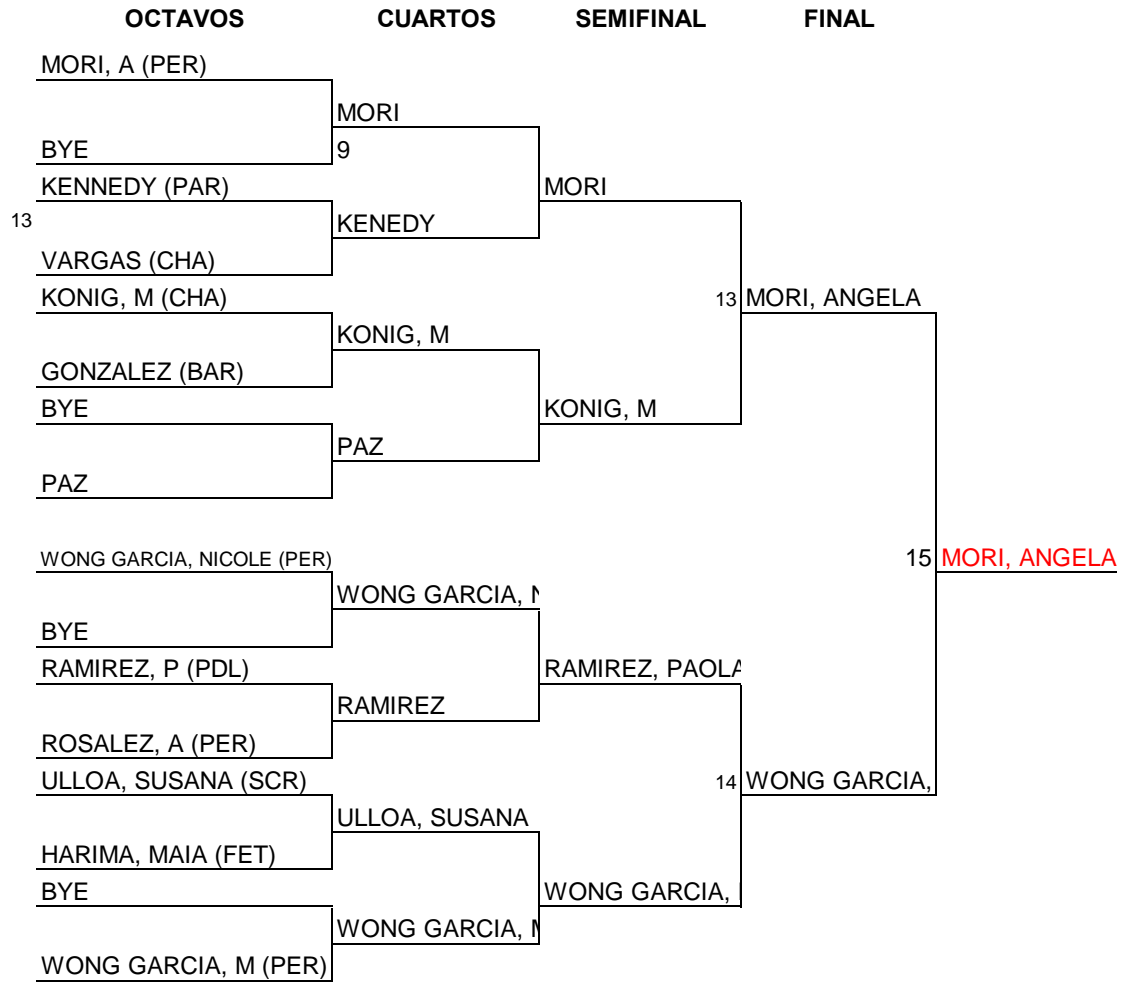 OCTAVOS CUARTOS SEMIFINAL FINAL
MORI, A (PER)
MORI
BYE 9
KENNEDY (PAR) MORI
13 KENEDY
VARGAS (CHA)
KONIG, M (CHA) 13 MORI, ANGELA
KONIG, M
GONZALEZ (BAR)
BYE KONIG, M
PAZ
PAZ
WONG GARCIA, NICOLE (PER) 15 MORI, ANGELA
WONG GARCIA, N
BYE
RAMIREZ, P (PDL) RAMIREZ, PAOLA
RAMIREZ
ROSALEZ, A (PER)
ULLOA, SUSANA (SCR) 14 WONG GARCIA,
ULLOA, SUSANA
HARIMA, MAIA (FET)
BYE WONG GARCIA,
WONG GARCIA, M
WONG GARCIA, M (PER)